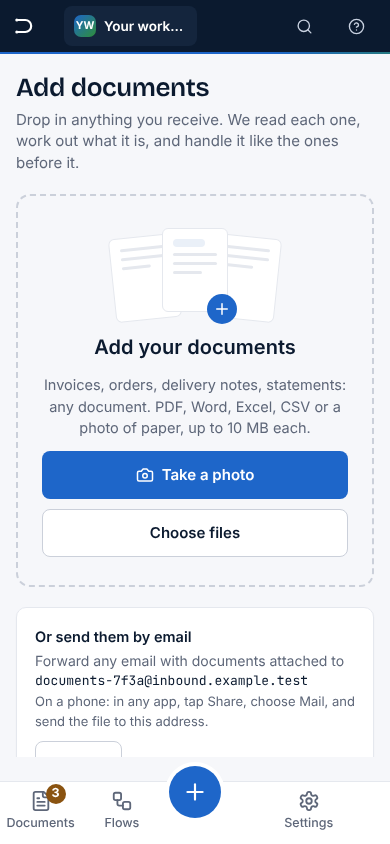 YW Your work...
Add documents
Drop in anything you receive. We read each one,
work out what it is, and handle it like the ones
before it.
Add your documents
Invoices, orders, delivery notes, statements:
any document. PDF, Word, Excel, CSV or a
photo of paper, up to 10 MB each.
Take a photo
Choose files
Or send them by email
Forward any email with documents attached to
documents-7f3a@inbound.example.test
On a phone: in any app, tap Share, choose Mail, and
send the file to this address.
3
Documents Flows Settings